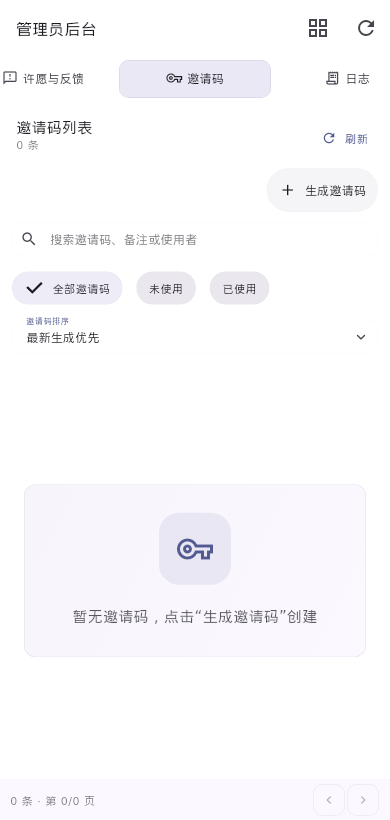 管理员后台
许愿与反馈
邀请码
日志
邀请码列表
0 条
刷新
生成邀请码
搜索邀请码、备注或使用者
全部邀请码
未使用
已使用
邀请码排序
最新生成优先
暂无邀请码，点击“生成邀请码”创建
0 条 · 第 0/0 页